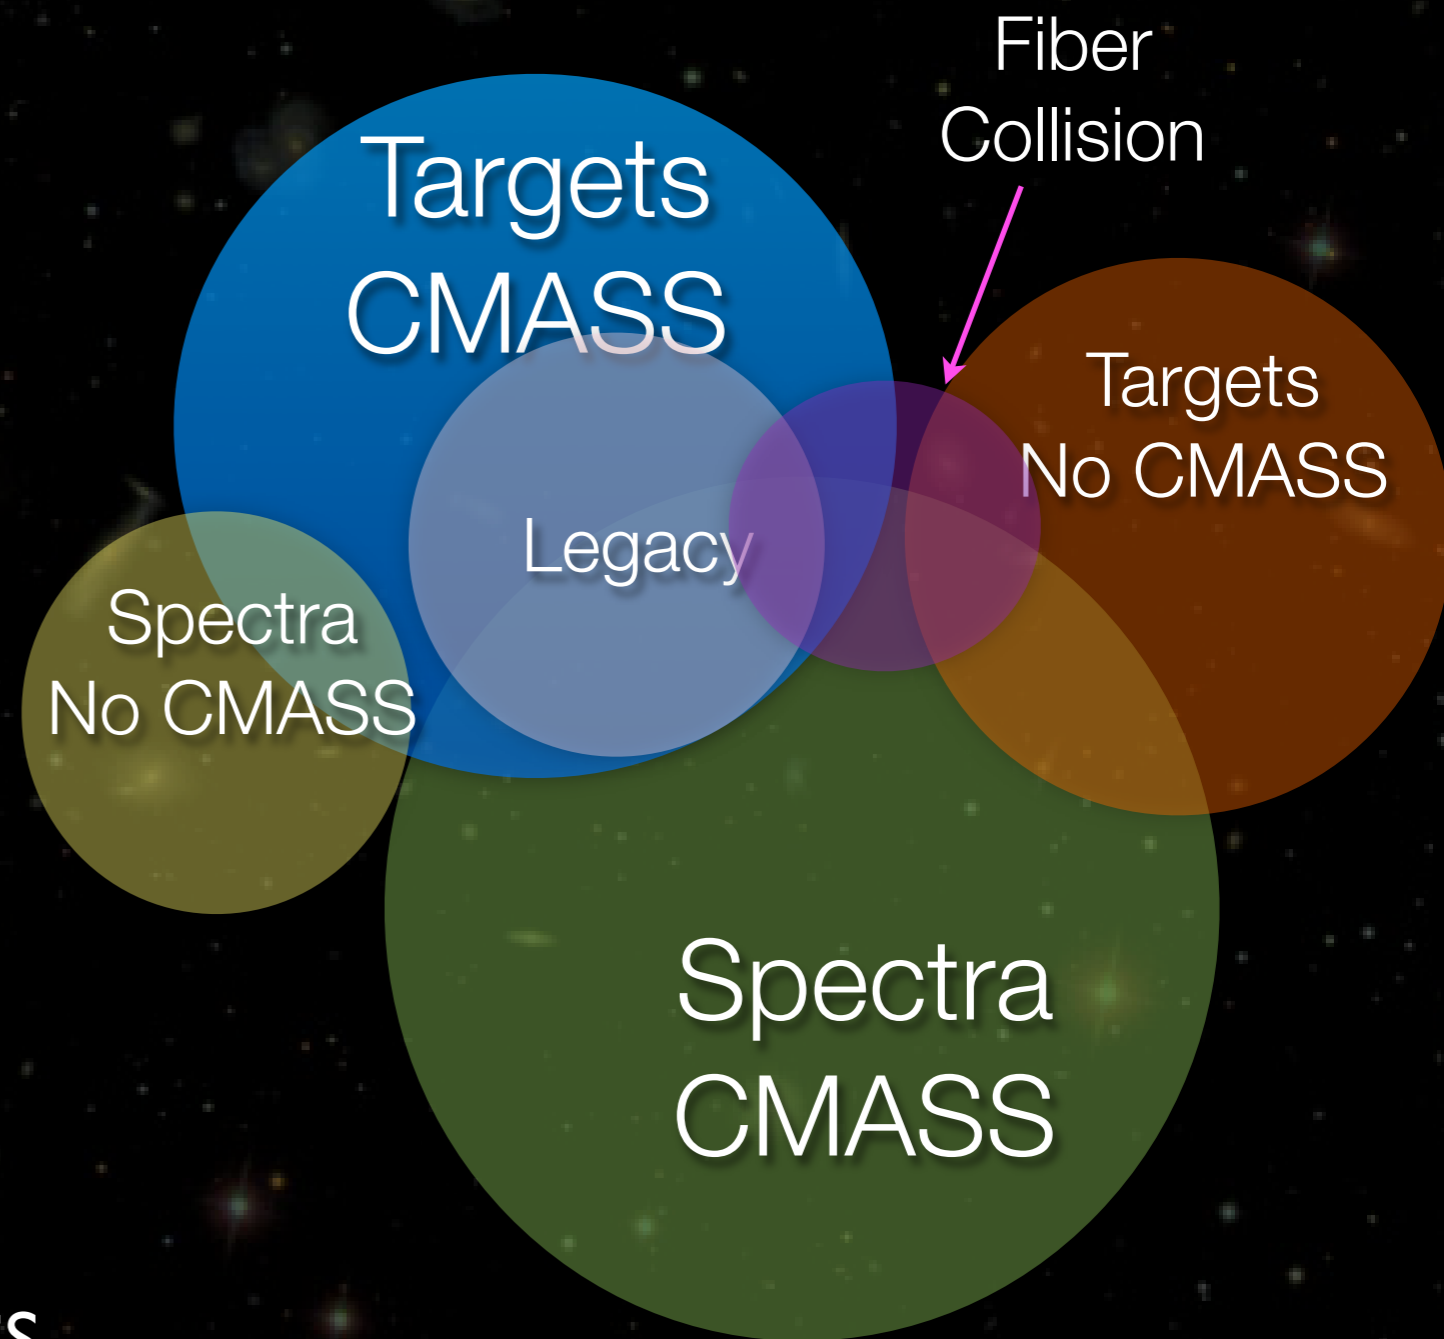 Fiber
Collision
Targets
CMASS
Targets
No CMASS
Legacy
Spectra
No CMASS
Spectra
CMASS